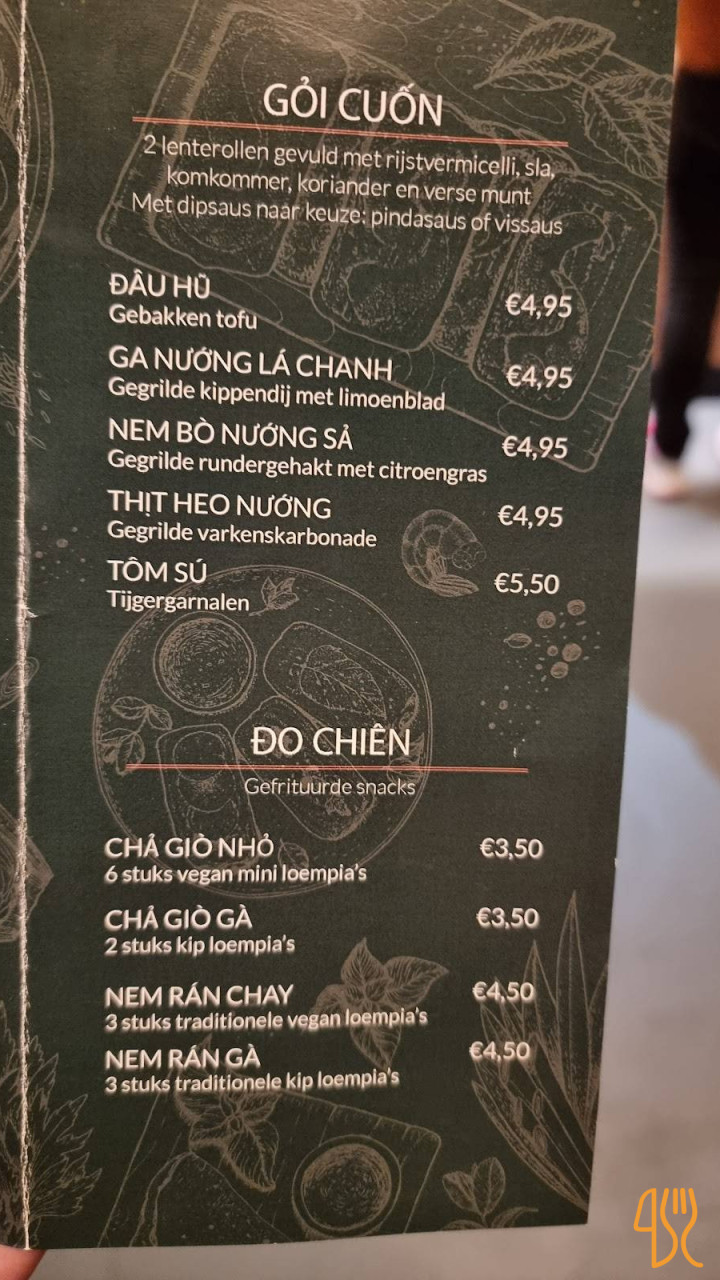 GỎI CUỐN
2 lenterollen gevuld met rijstvermicelli, sla,
komkommer, koriander en verse munt
Met dipsaus naar keuze: pindasaus of vissaus
ĐÂU HŨ €4,95
Gebakken tofu
GA NƯỚNG LÁ CHANH €4,95
Gegrilde kippendij met limoenblad
NEM BÒ NƯỚNG SẢ €4,95
Gegrilde rundergehakt met citroengras
THỊT HEO NƯỚNG €4,95
Gegrilde varkenskarbonade
TÔM SÚ €5,50
Tijgergarnalen
ĐO CHIÊN
Gefrituurde snacks
CHẢ GIÒ NHỎ €3,50
6 stuks vegan mini loempia's
CHẢ GIÒ GÀ €3,50
2 stuks kip loempia's
NEM RÁN CHAY €4,50
3 stuks traditionele vegan loempia's
NEM RÁN GÀ €4,50
3 stuks traditionele kip loempia's